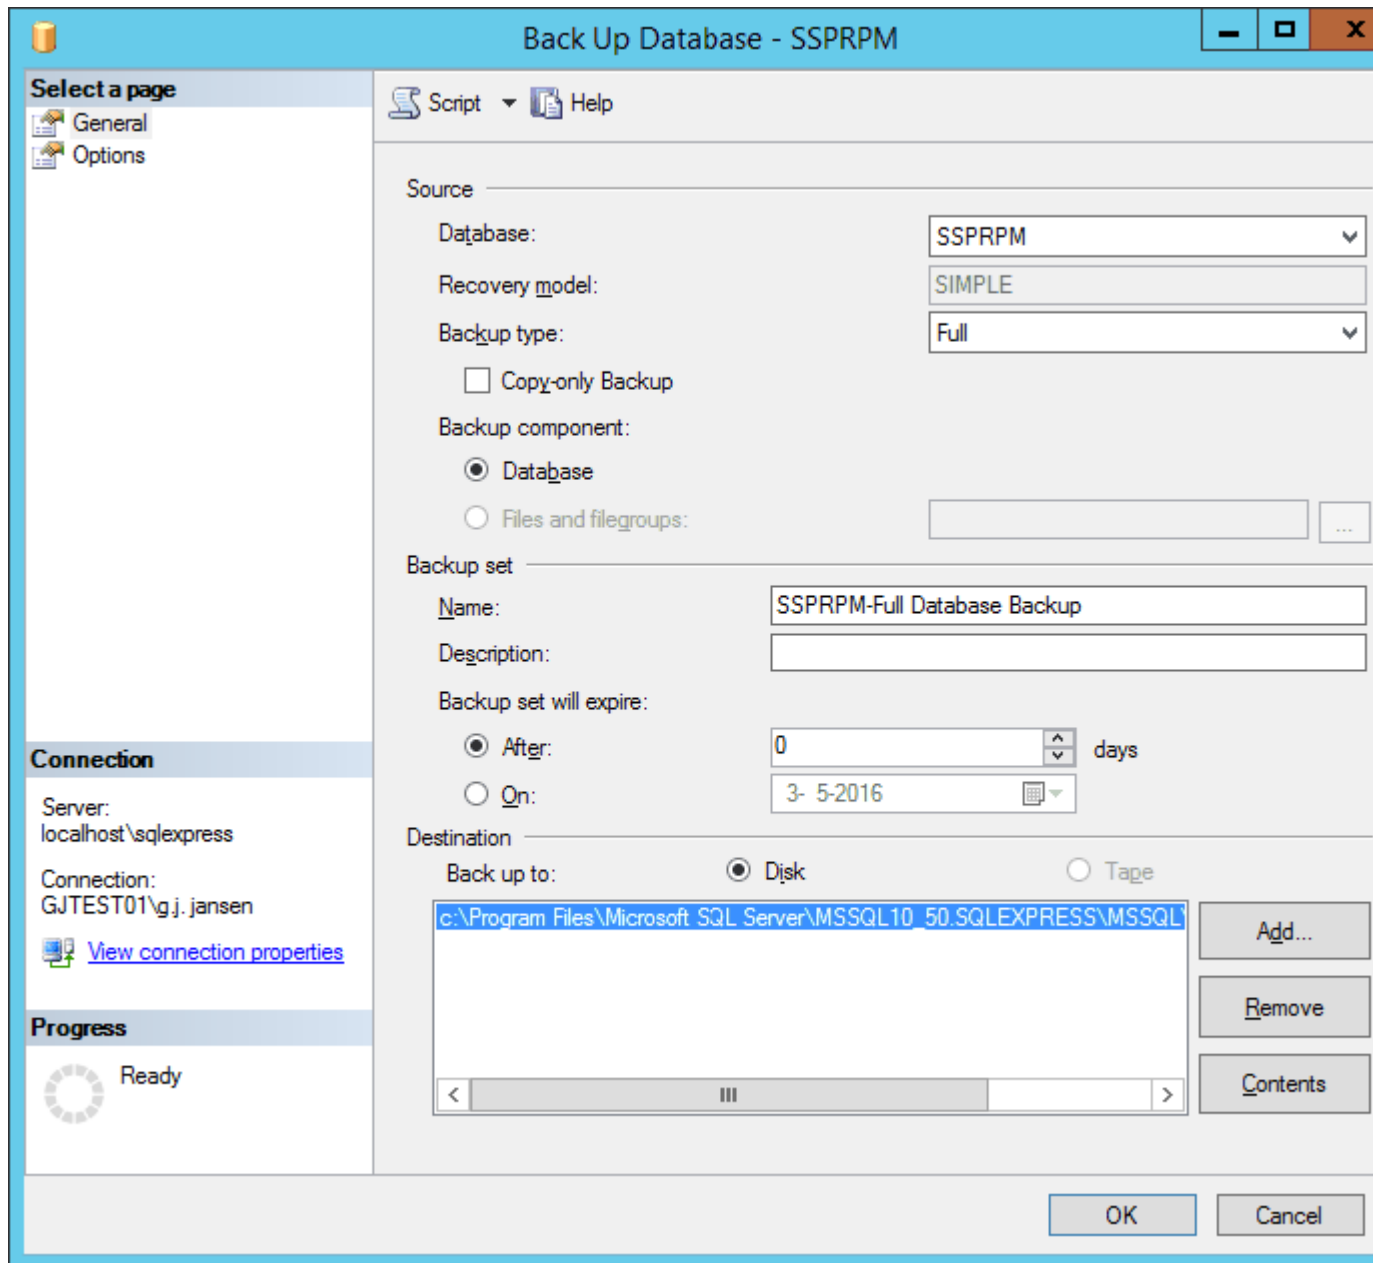 Back Up Database - SSPRPM
Select a page
General
Options
Script
Help
Source
Database:
SSPRPM
Recovery model:
SIMPLE
Backup type:
Full
Copy-only Backup
Backup component:
Database
Files and filegroups:
...
Backup set
Name:
SSPRPM-Full Database Backup
Description:
Backup set will expire:
After:
0
days
On:
3- 5-2016
Destination
Back up to:
Disk
Tape
c:\Program Files\Microsoft SQL Server\MSSQL10_50.SQLEXPRESS\MSSQL\
Add...
Remove
Contents
Connection
Server:
localhost\sqlexpress
Connection:
GJTEST01\g.j. jansen
View connection properties
Progress
Ready
OK
Cancel